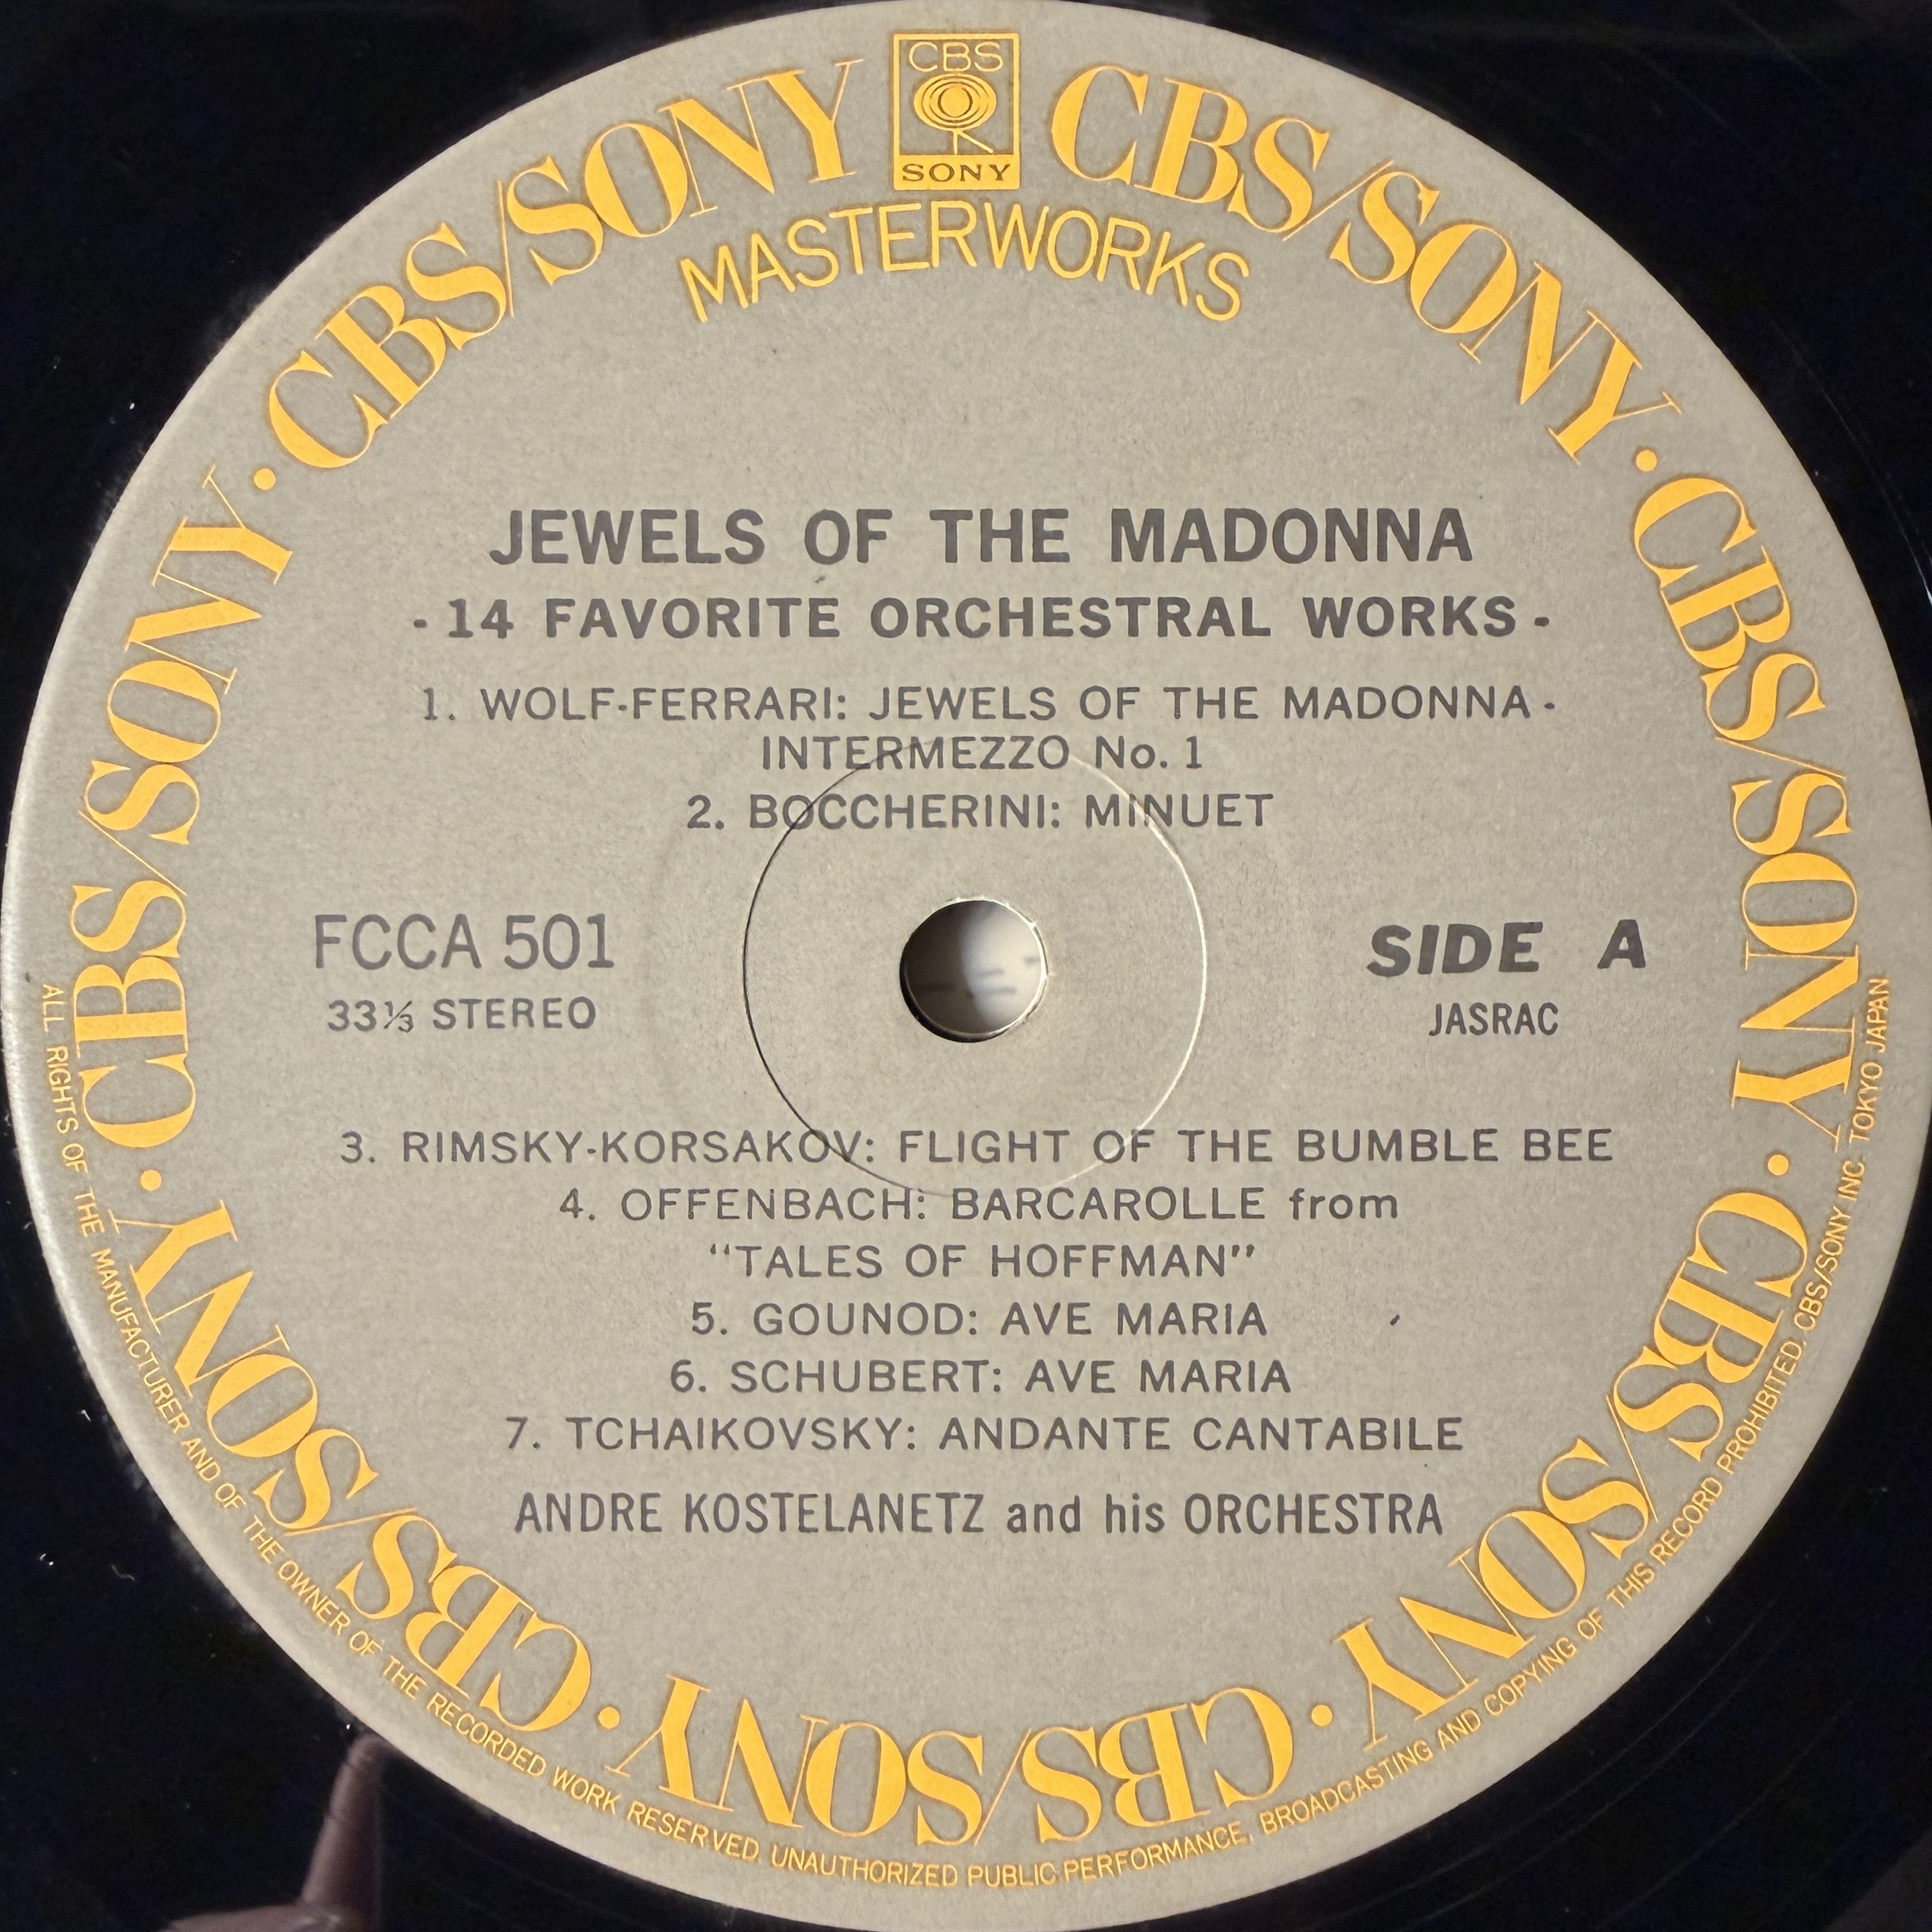 CBS
SONY
CBS/SONY · CBS/SONY · CBS/SONY · CBS/SONY · CBS/SONY · CBS/SONY · CBS/SONY
MASTERWORKS
JEWELS OF THE MADONNA
·14 FAVORITE ORCHESTRAL WORKS·
1. WOLF-FERRARI: JEWELS OF THE MADONNA·
INTERMEZZO No. 1
2. BOCCHERINI: MINUET
FCCA 501
33⅓ STEREO
SIDE A
JASRAC
3. RIMSKY-KORSAKOV: FLIGHT OF THE BUMBLE BEE
4. OFFENBACH: BARCAROLLE from
“TALES OF HOFFMAN”
5. GOUNOD: AVE MARIA
6. SCHUBERT: AVE MARIA
7. TCHAIKOVSKY: ANDANTE CANTABILE
ANDRE KOSTELANETZ and his ORCHESTRA
ALL RIGHTS OF THE MANUFACTURER AND OF THE OWNER OF THE RECORDED WORK RESERVED. UNAUTHORIZED PUBLIC PERFORMANCE, BROADCASTING AND COPYING OF THIS RECORD PROHIBITED. CBS/SONY INC. TOKYO JAPAN